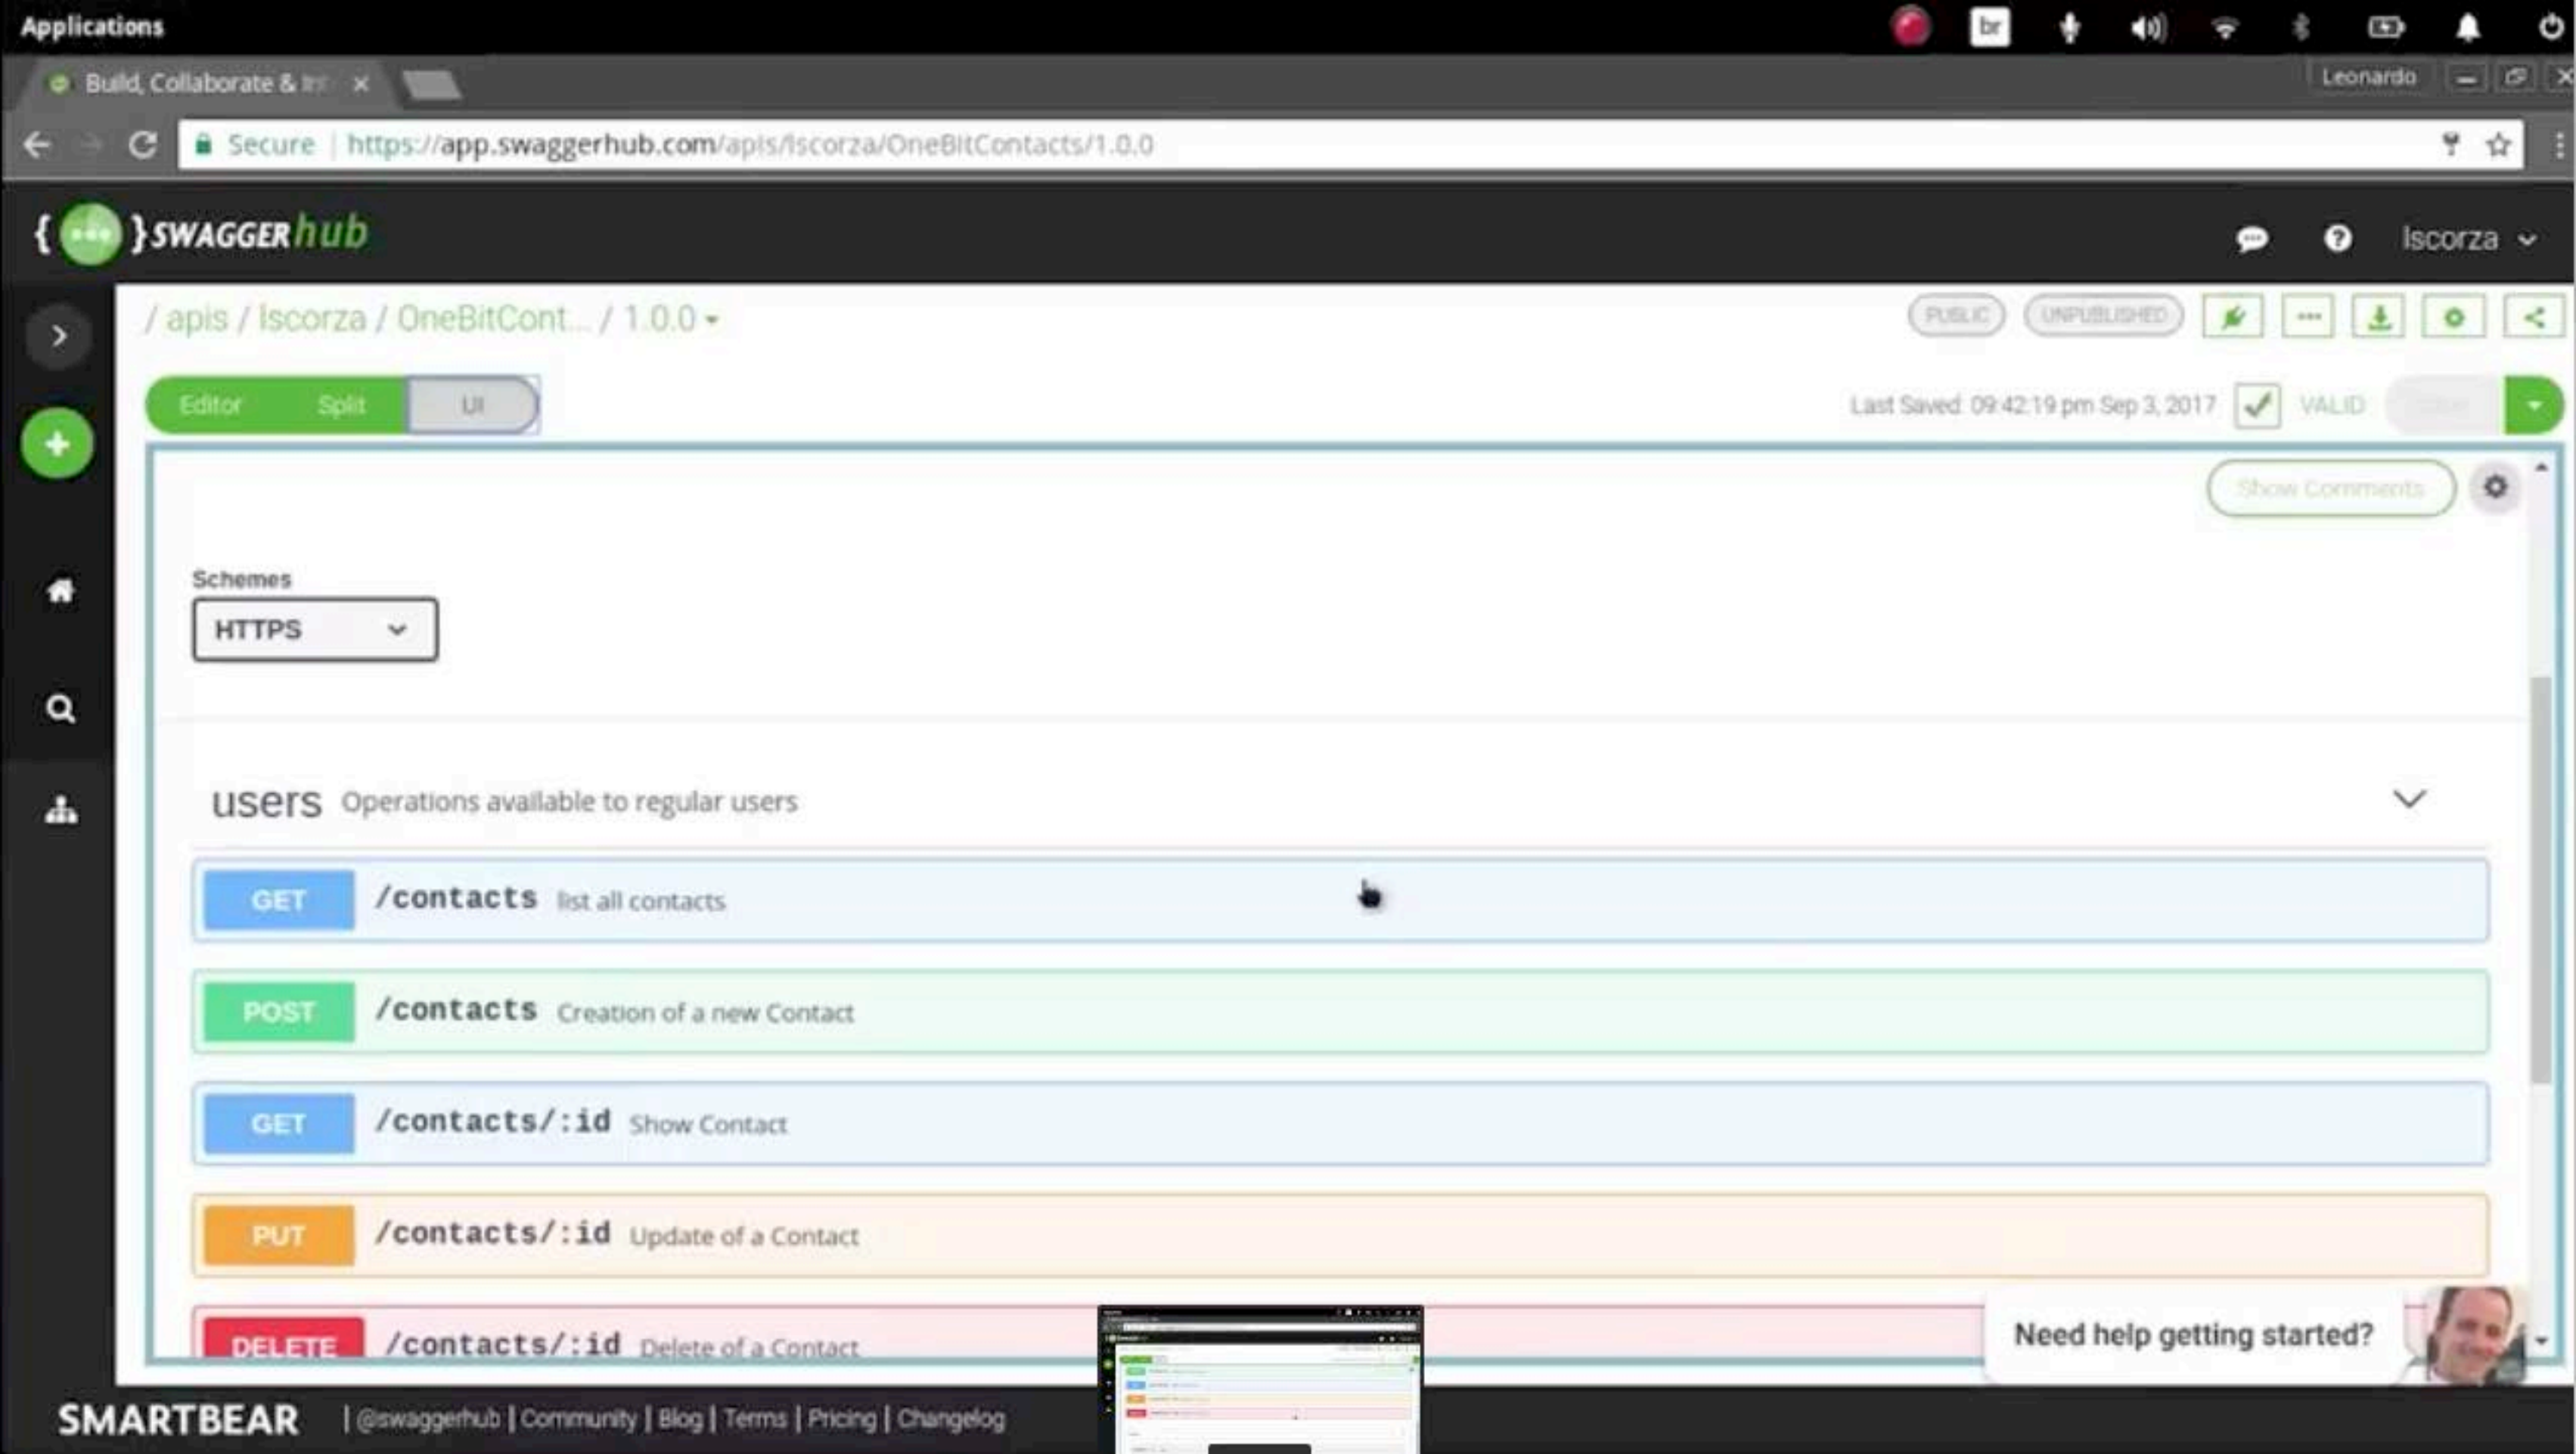 Applications
br
Build, Collaborate &
Leonardo
Secure https://app.swaggerhub.com/apis/lscorza/OneBitContacts/1.0.0
{ } SWAGGER hub
lscorza
/ apis / lscorza / OneBitCont... / 1.0.0
PUBLIC UNPUBLISHED
Editor Split UI
Last Saved: 09:42:19 pm Sep 3, 2017 VALID
Show Comments
Schemes
HTTPS
users Operations available to regular users
GET /contacts list all contacts
POST /contacts Creation of a new Contact
GET /contacts/:id Show Contact
PUT /contacts/:id Update of a Contact
DELETE /contacts/:id Delete of a Contact
Need help getting started?
SMARTBEAR | @swaggerhub | Community | Blog | Terms | Pricing | Changelog